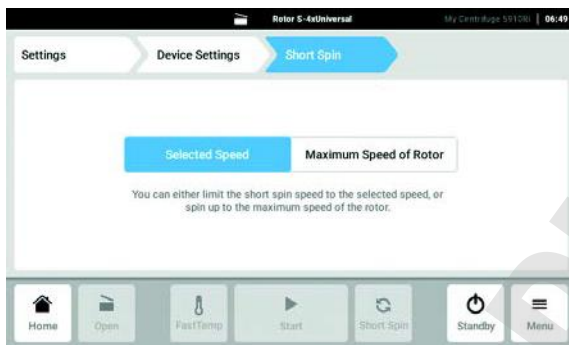 Rotor S-4xUniversal
My Centrifuge 5910Ri | 06:49
Settings
Device Settings
Short Spin
Selected Speed
Maximum Speed of Rotor
You can either limit the short spin speed to the selected speed, or
spin up to the maximum speed of the rotor.
Home
Open
FastTemp
Start
Short Spin
Standby
Menu